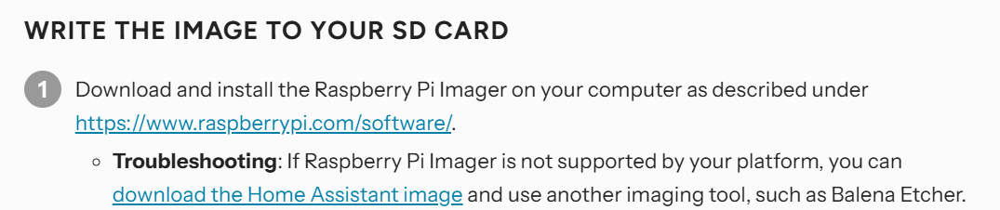 WRITE THE IMAGE TO YOUR SD CARD
1 Download and install the Raspberry Pi Imager on your computer as described under
https://www.raspberrypi.com/software/.
Troubleshooting: If Raspberry Pi Imager is not supported by your platform, you can
download the Home Assistant image and use another imaging tool, such as Balena Etcher.